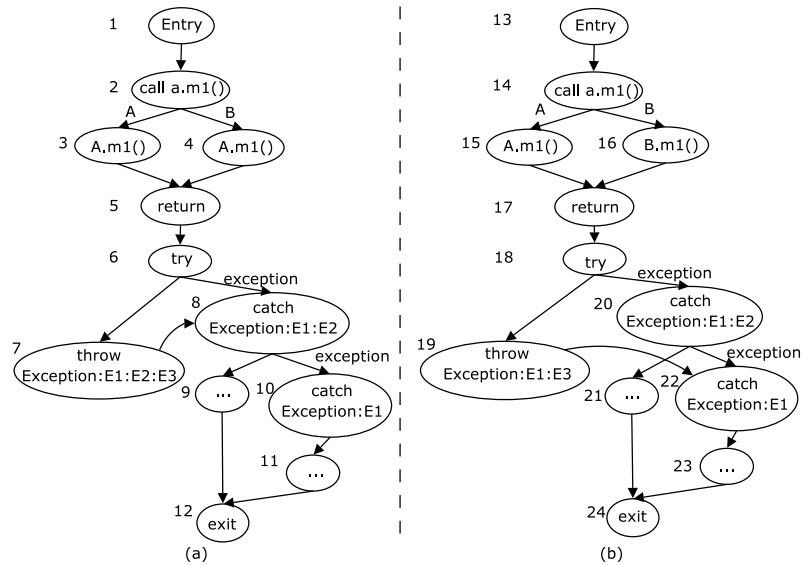 1
Entry
2
call a.m1()
A
B
3
A.m1()
4
A.m1()
5
return
6
try
exception
8
catch
Exception:E1:E2
7
throw
Exception:E1:E2:E3
exception
9
...
10
catch
Exception:E1
11
...
12
exit
(a)
13
Entry
14
call a.m1()
A
B
15
A.m1()
16
B.m1()
17
return
18
try
exception
20
catch
Exception:E1:E2
19
throw
Exception:E1:E3
exception
21
...
22
catch
Exception:E1
23
...
24
exit
(b)